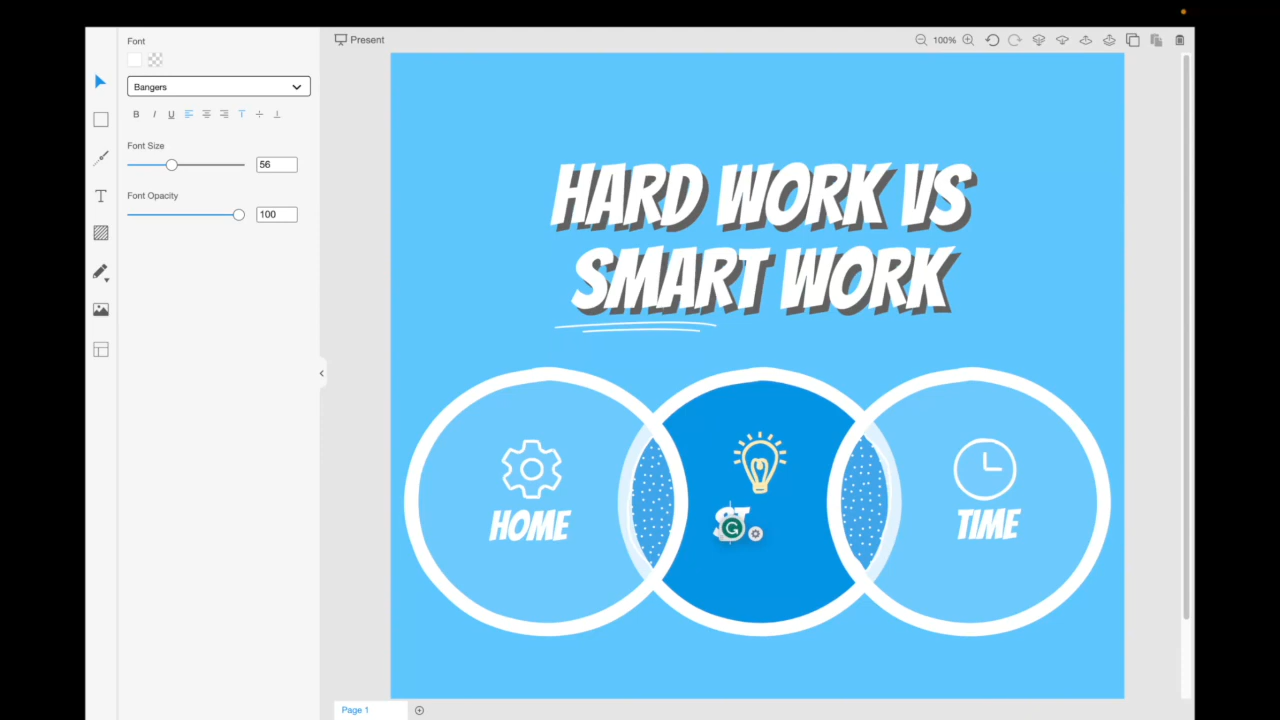 Font
Present
100%
Bangers
B I U
Font Size
56
Font Opacity
100
HARD WORK VS
SMART WORK
HOME
ST
TIME
Page 1